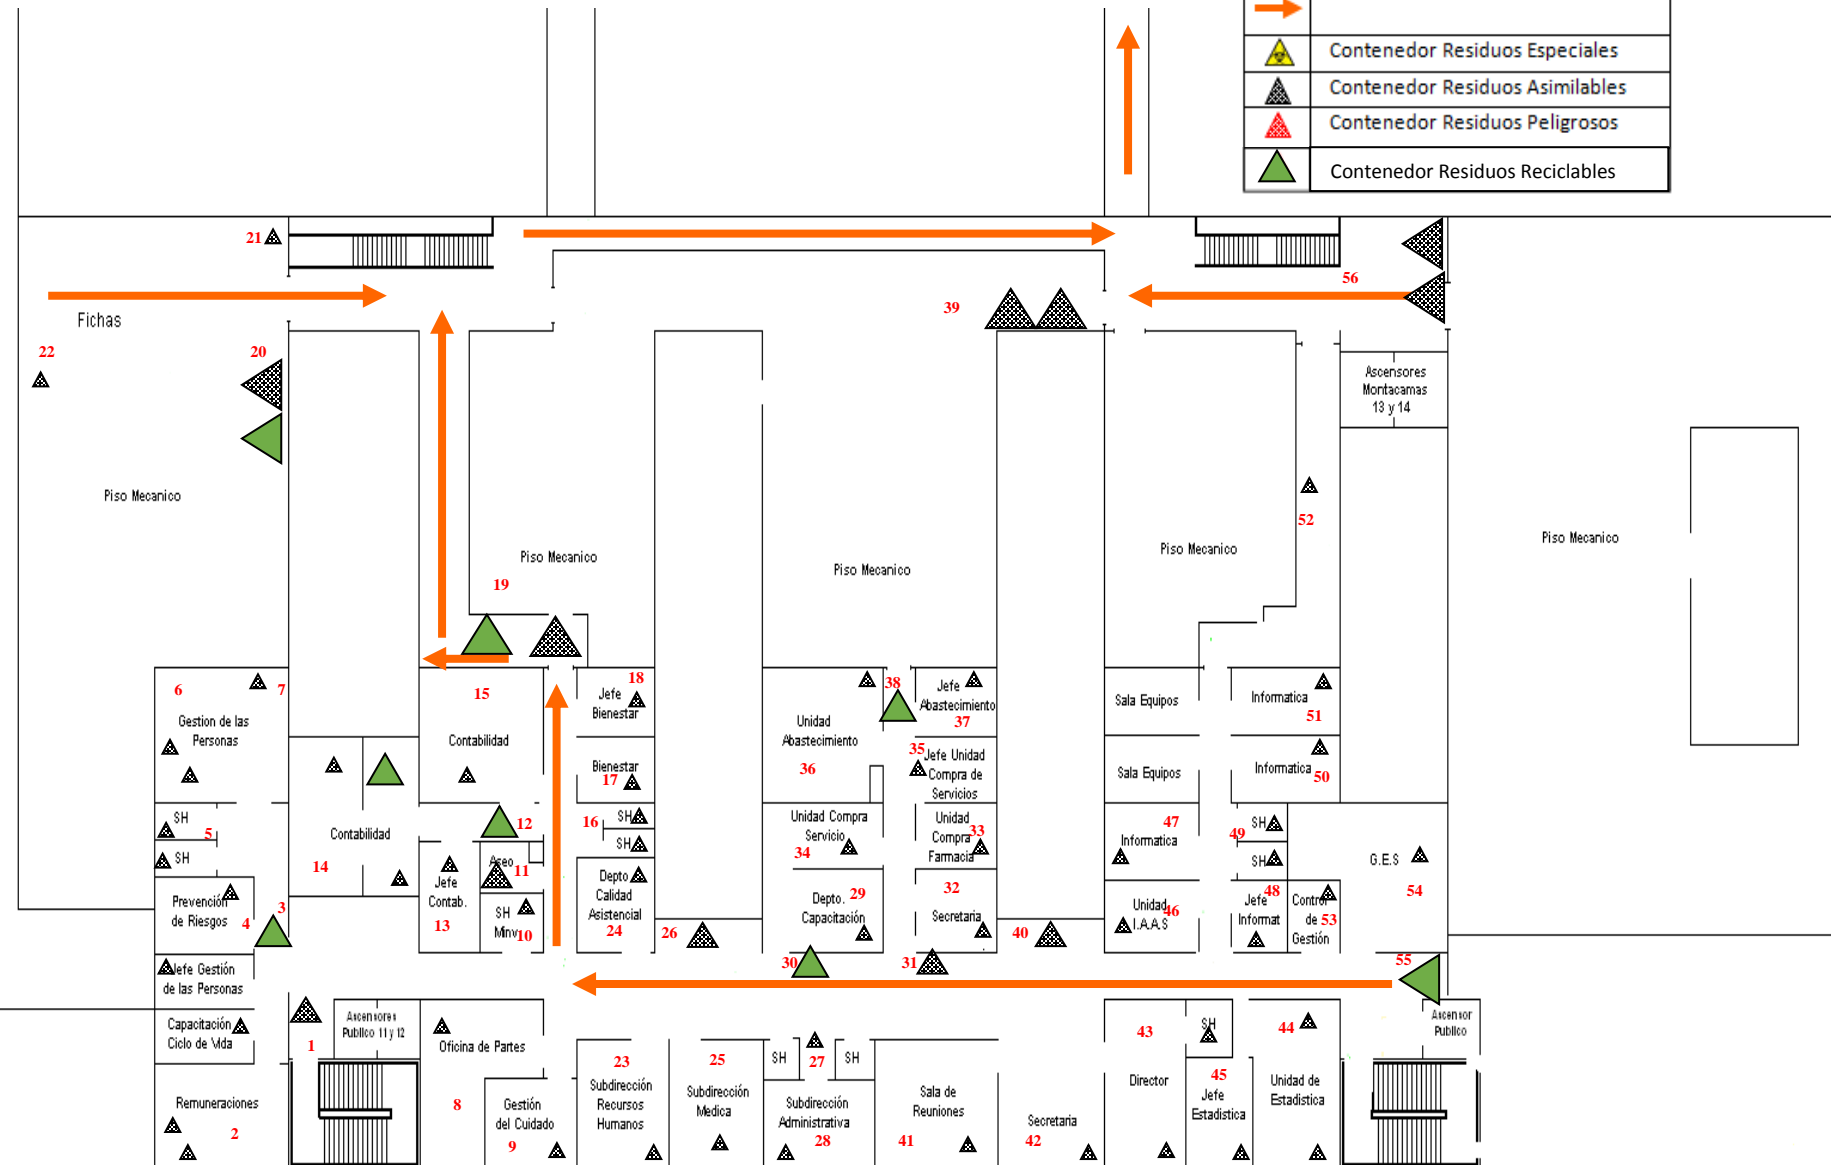 Contenedor Residuos Especiales
Contenedor Residuos Asimilables
Contenedor Residuos Peligrosos
Contenedor Residuos Reciclables
21
56
39
Fichas
22
20
Ascensores
Montacamas
13 y 14
Piso Mecanico
52
Piso Mecanico
Piso Mecanico
Piso Mecanico
Piso Mecanico
19
6
7
Gestion de las
Personas
15
Contabilidad
18
Jefe
Bienestar
Bienestar
17
38
Jefe
Abastecimiento
37
Unidad
Abastecimiento
36
35
Jefe Unidad
Compra de
Servicios
Sala Equipos
Sala Equipos
Informatica
51
Informatica
50
SH
5
SH
Contabilidad
14
12
Aseo
11
Jefe
Contab.
13
SH
Minv
10
16
SH
SH
Depto
Calidad
Asistencial
24
Unidad Compra
Servicio
34
Unidad
Compra
Farmacia
33
Depto.
Capacitación
29
32
Secretaria
47
Informatica
49
SH
SH
Unidad
I.A.A.S
46
48
Jefe
Informat
Control
de
Gestión
53
G.E.S
54
Prevención
de Riesgos
4
3
26
30
31
40
55
Jefe Gestión
de las Personas
Capacitación
Ciclo de Vida
1
Ascensores
Publico 11 y 12
Oficina de Partes
8
Remuneraciones
2
Gestión
del Cuidado
9
23
Subdirección
Recursos
Humanos
25
Subdirección
Medica
SH
27
SH
Subdirección
Administrativa
28
Sala de
Reuniones
41
Secretaria
42
43
Director
SH
45
Jefe
Estadistica
44
Unidad de
Estadistica
Ascensor
Publico